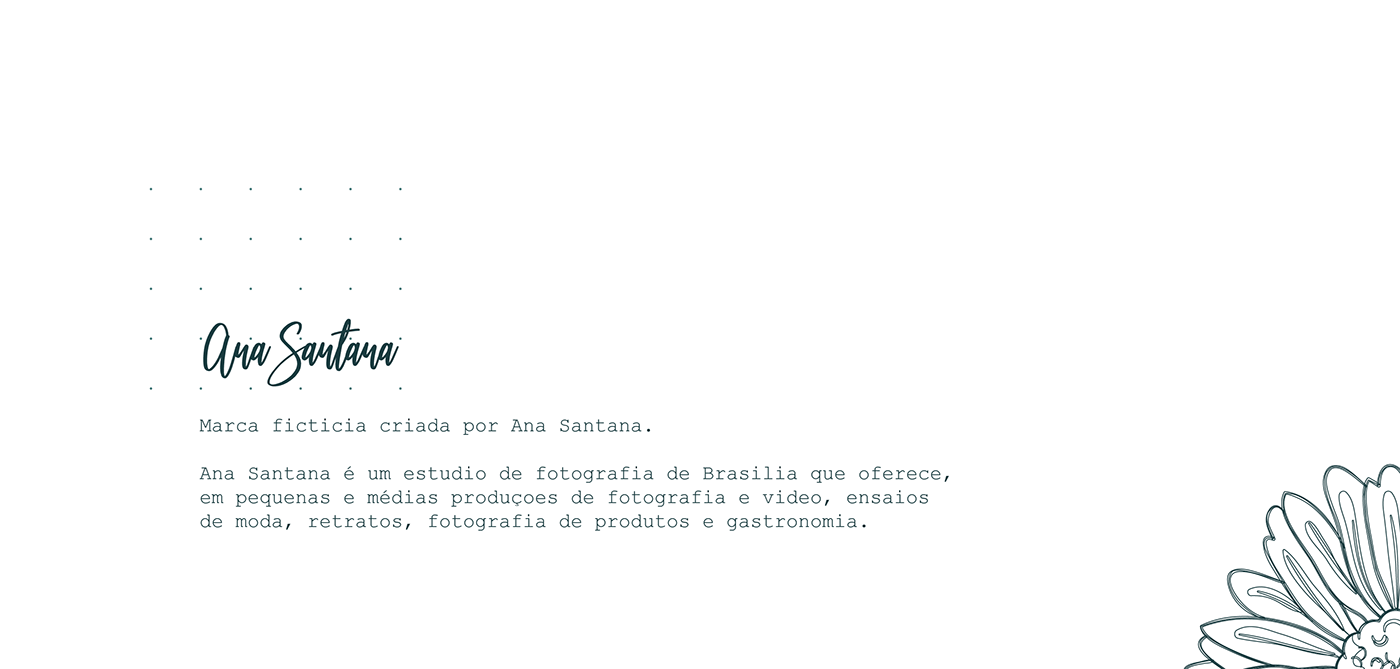 Ana Santana
Marca ficticia criada por Ana Santana.
Ana Santana é um estudio de fotografia de Brasilia que oferece,
em pequenas e médias produçoes de fotografia e video, ensaios
de moda, retratos, fotografia de produtos e gastronomia.